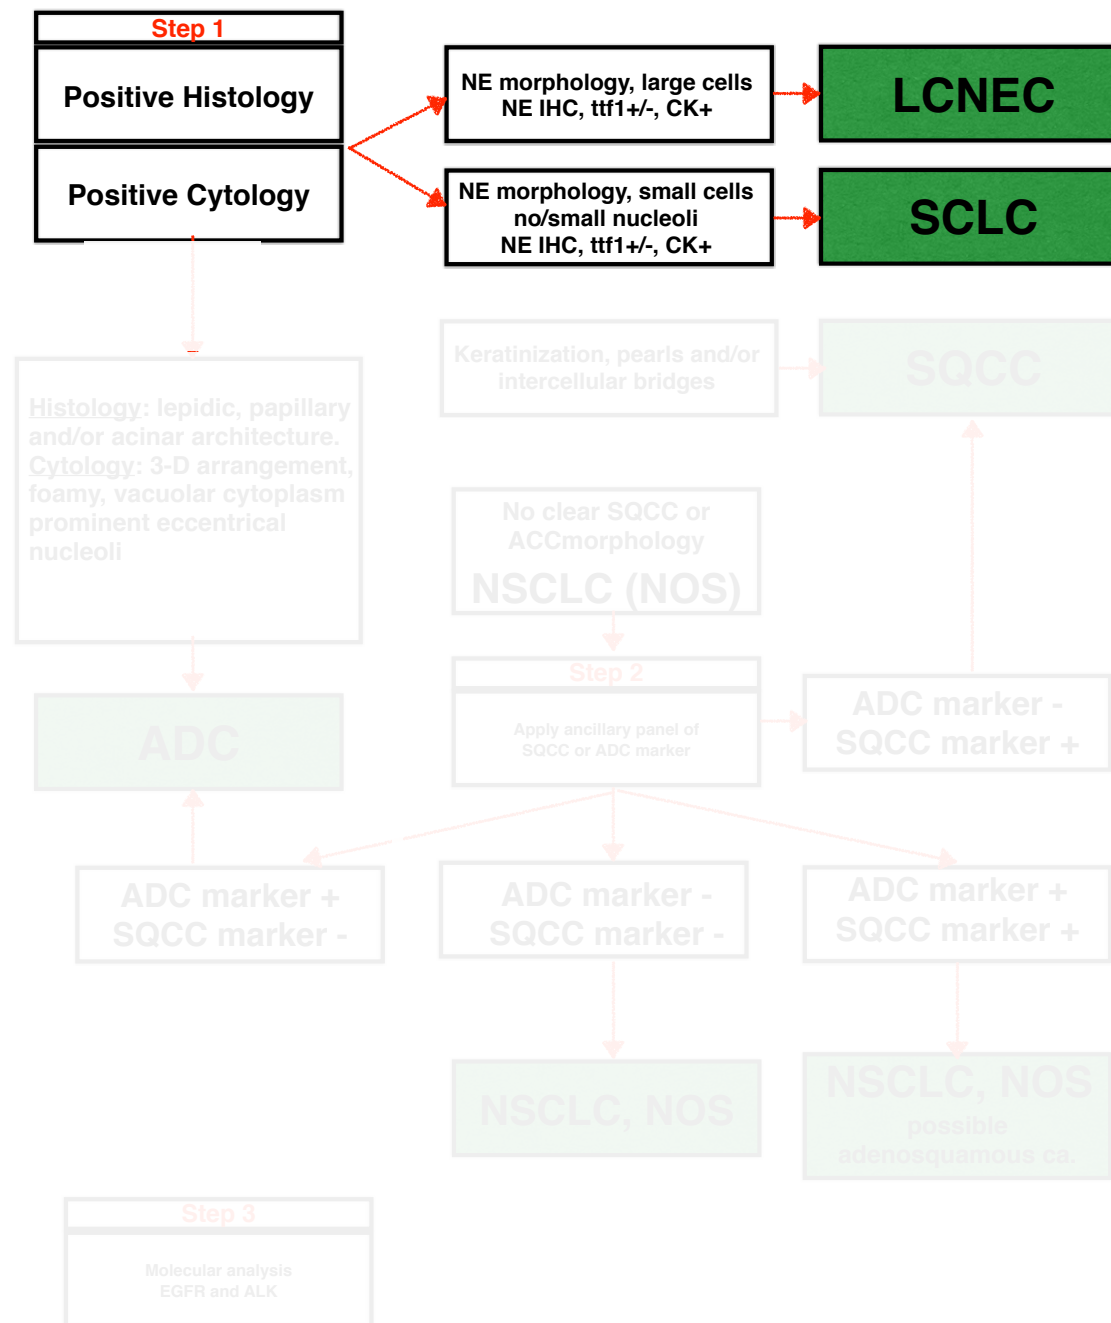 Step 1
Positive Histology
Positive Cytology
NE morphology, large cells
NE IHC, ttf1+/-, CK+
LCNEC
NE morphology, small cells
no/small nucleoli
NE IHC, ttf1+/-, CK+
SCLC
Keratinization, pearls and/or
intercellular bridges
SQCC
Histology: lepidic, papillary
and/or acinar architecture.
Cytology: 3-D arrangement,
foamy, vacuolar cytoplasm
prominent eccentrical
nucleoli
No clear SQCC or
ACCmorphology
NSCLC (NOS)
Step 2
Apply ancillary panel of
SQCC or ADC marker
ADC marker -
SQCC marker +
ADC
ADC marker +
SQCC marker -
ADC marker -
SQCC marker -
ADC marker +
SQCC marker +
NSCLC, NOS
NSCLC, NOS
possible
adenosquamous ca.
Step 3
Molecular analysis
EGFR and ALK